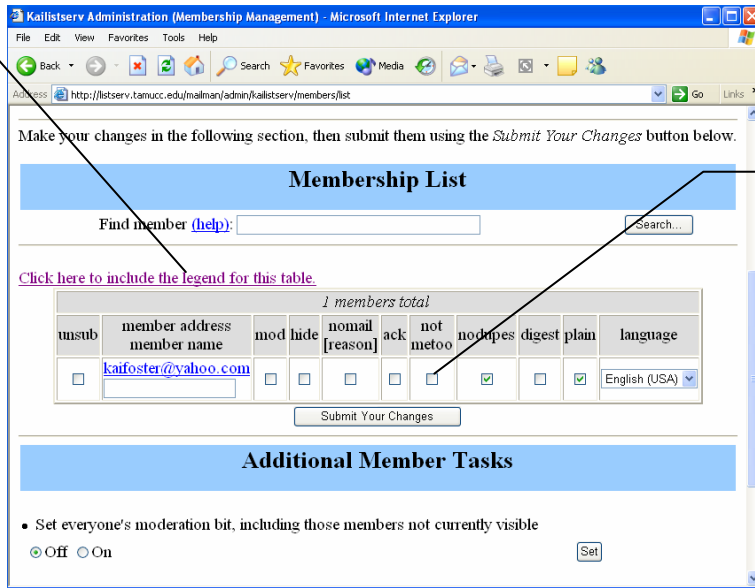 Kailistserv Administration (Membership Management) - Microsoft Internet Explorer
File Edit View Favorites Tools Help
Back Search Favorites Media
Address http://listserv.tamucc.edu/mailman/admin/kailistserv/members/list Go Links
Make your changes in the following section, then submit them using the Submit Your Changes button below.
Membership List
Find member (help): Search...
Click here to include the legend for this table.
1 members total
unsub member address member name mod hide nomail [reason] ack not metoo nodupes digest plain language
kaifoster@yahoo.com English (USA)
Submit Your Changes
Additional Member Tasks
• Set everyone's moderation bit, including those members not currently visible
Off On Set